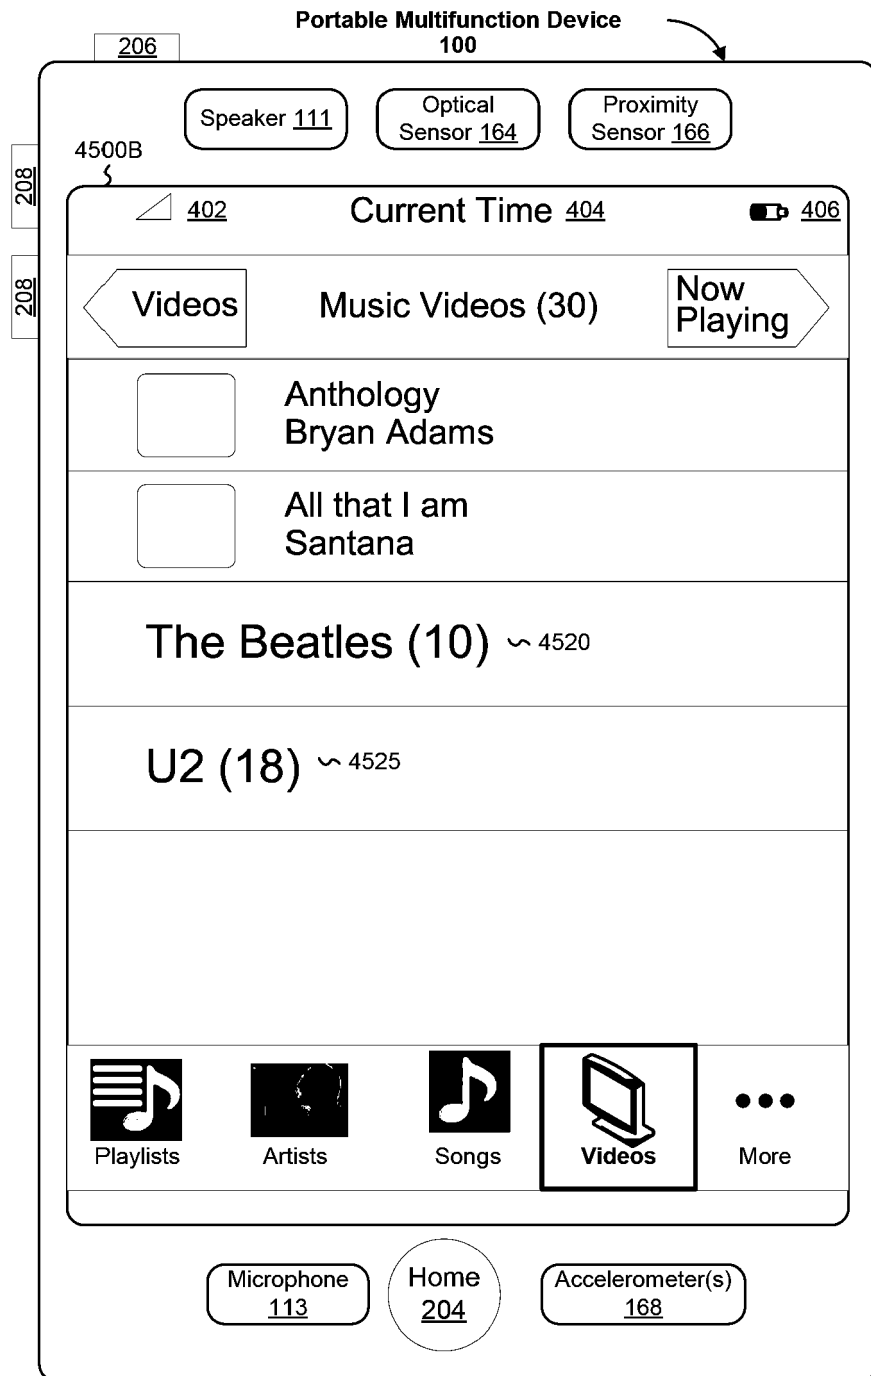 Portable Multifunction Device
100
206
Speaker 111
Optical
Sensor 164
Proximity
Sensor 166
4500B
208
208
402
Current Time 404
406
Videos
Music Videos (30)
Now
Playing
Anthology
Bryan Adams
All that I am
Santana
The Beatles (10)
4520
U2 (18)
4525
Playlists
Artists
Songs
Videos
More
Microphone
113
Home
204
Accelerometer(s)
168